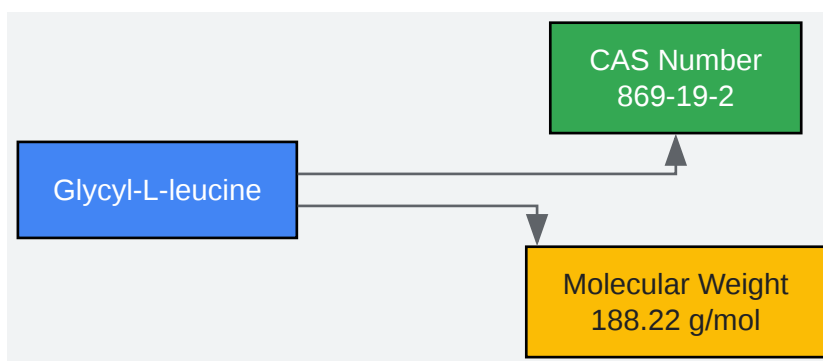 CAS Number
869-19-2
Glycyl-L-leucine
Molecular Weight
188.22 g/mol